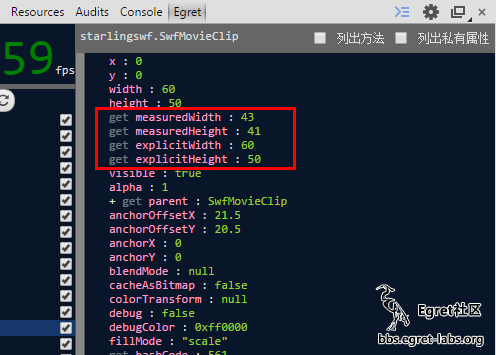 Resources Audits Console Egret
59 fps
starlingswf.SwfMovieClip 列出方法 列出私有属性
x : 0
y : 0
width : 60
height : 50
get measuredWidth : 43
get measuredHeight : 41
get explicitWidth : 60
get explicitHeight : 50
visible : true
alpha : 1
+ get parent : SwfMovieClip
anchorOffsetX : 21.5
anchorOffsetY : 20.5
anchorX : 0
anchorY : 0
blendMode : null
cacheAsBitmap : false
colorTransform : null
debug : false
debugColor : 0xff0000
fillMode : "scale"
get hashCode : 561
Egret社区
bbs.egret-labs.org